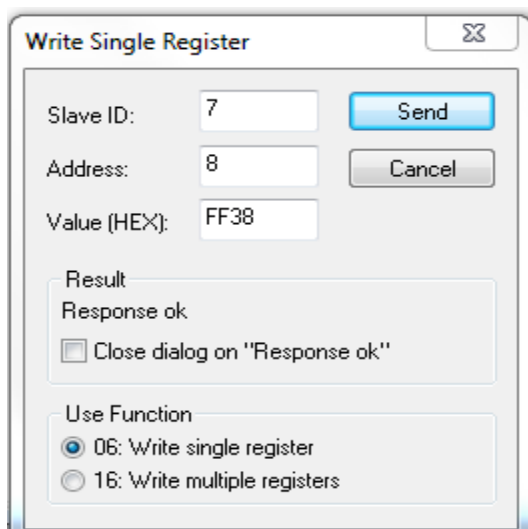 Write Single Register
Slave ID: 7 Send
Address: 8 Cancel
Value (HEX): FF38
Result
Response ok
Close dialog on "Response ok"
Use Function
06: Write single register
16: Write multiple registers